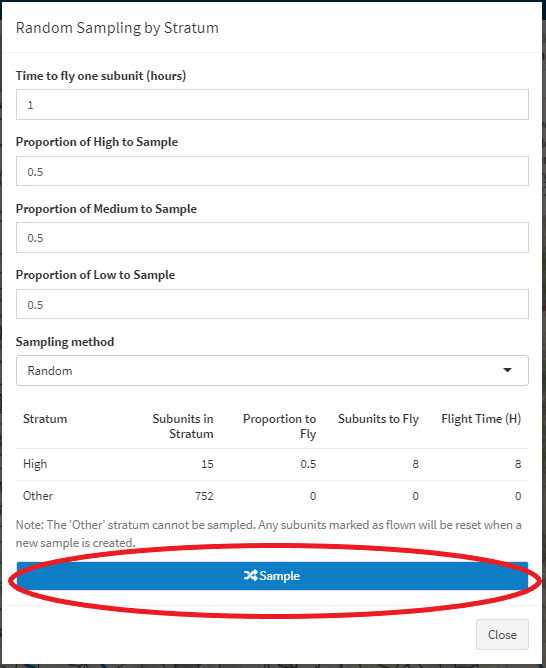 Random Sampling by Stratum
Time to fly one subunit (hours)
1
Proportion of High to Sample
0.5
Proportion of Medium to Sample
0.5
Proportion of Low to Sample
0.5
Sampling method
Random
Stratum Subunits in Stratum Proportion to Fly Subunits to Fly Flight Time (H)
High 15 0.5 8 8
Other 752 0 0 0
Note: The 'Other' stratum cannot be sampled. Any subunits marked as flown will be reset when a
new sample is created.
Sample
Close